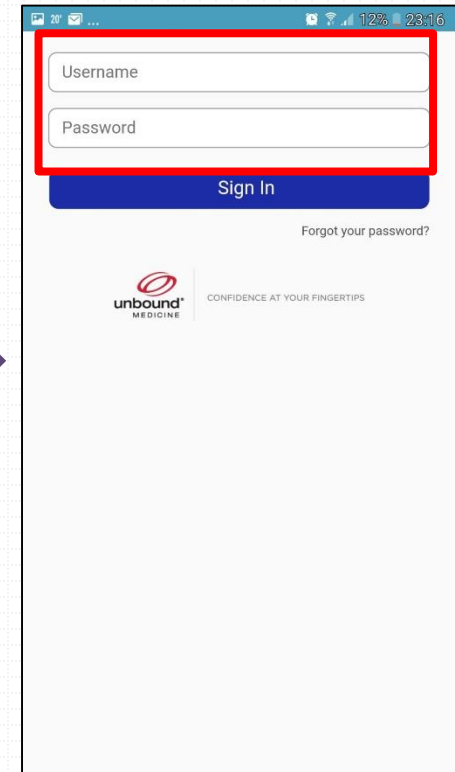 20° ... 12% 23:16
Username
Password
Sign In
Forgot your password?
unbound®
MEDICINE
CONFIDENCE AT YOUR FINGERTIPS